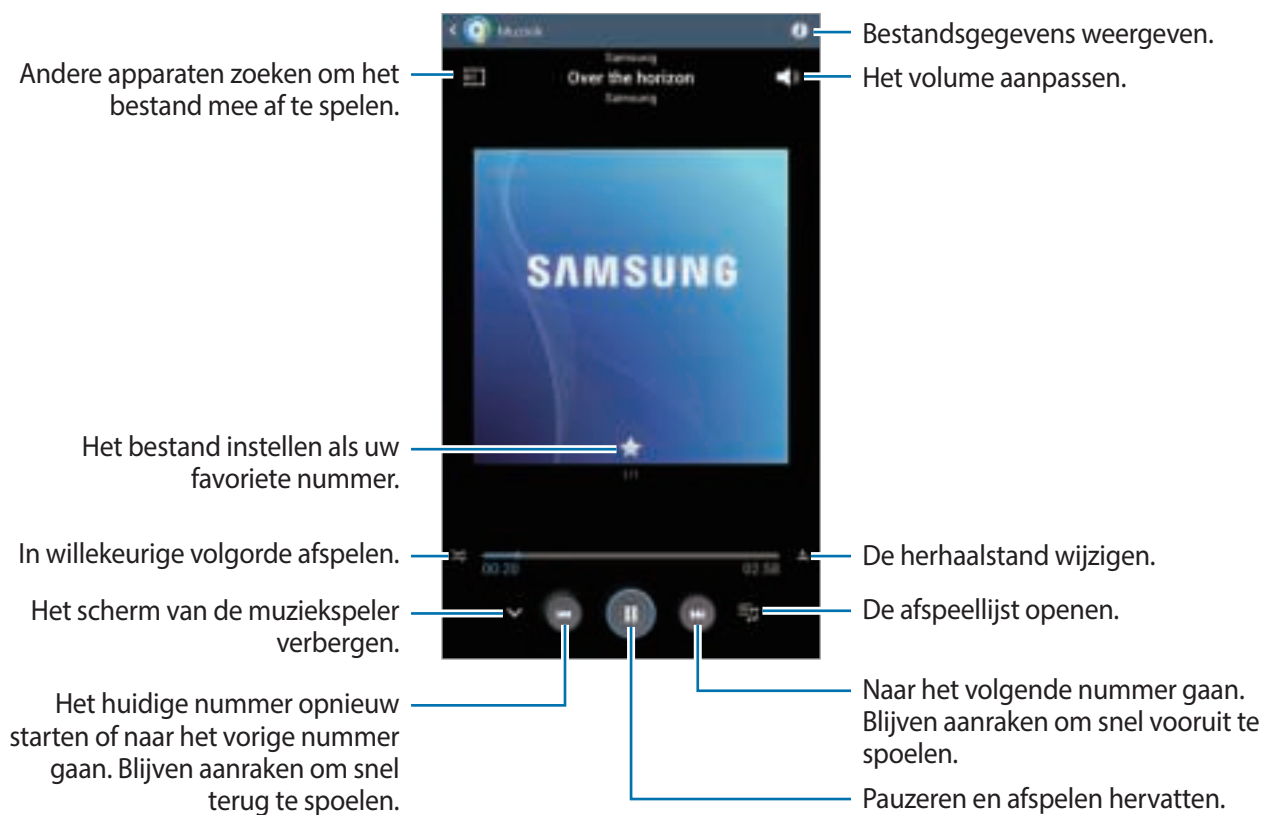 Muziek
Bestandsgegevens weergeven.
Samsung
Over the horizon
Samsung
Andere apparaten zoeken om het
bestand mee af te spelen.
Het volume aanpassen.
SAMSUNG
Het bestand instellen als uw
favoriete nummer.
1/1
In willekeurige volgorde afspelen.
00:20
02:58
De herhaalstand wijzigen.
Het scherm van de muziekspeler
verbergen.
De afspeellijst openen.
Het huidige nummer opnieuw
starten of naar het vorige nummer
gaan. Blijven aanraken om snel
terug te spoelen.
Naar het volgende nummer gaan.
Blijven aanraken om snel vooruit te
spoelen.
Pauzeren en afspelen hervatten.